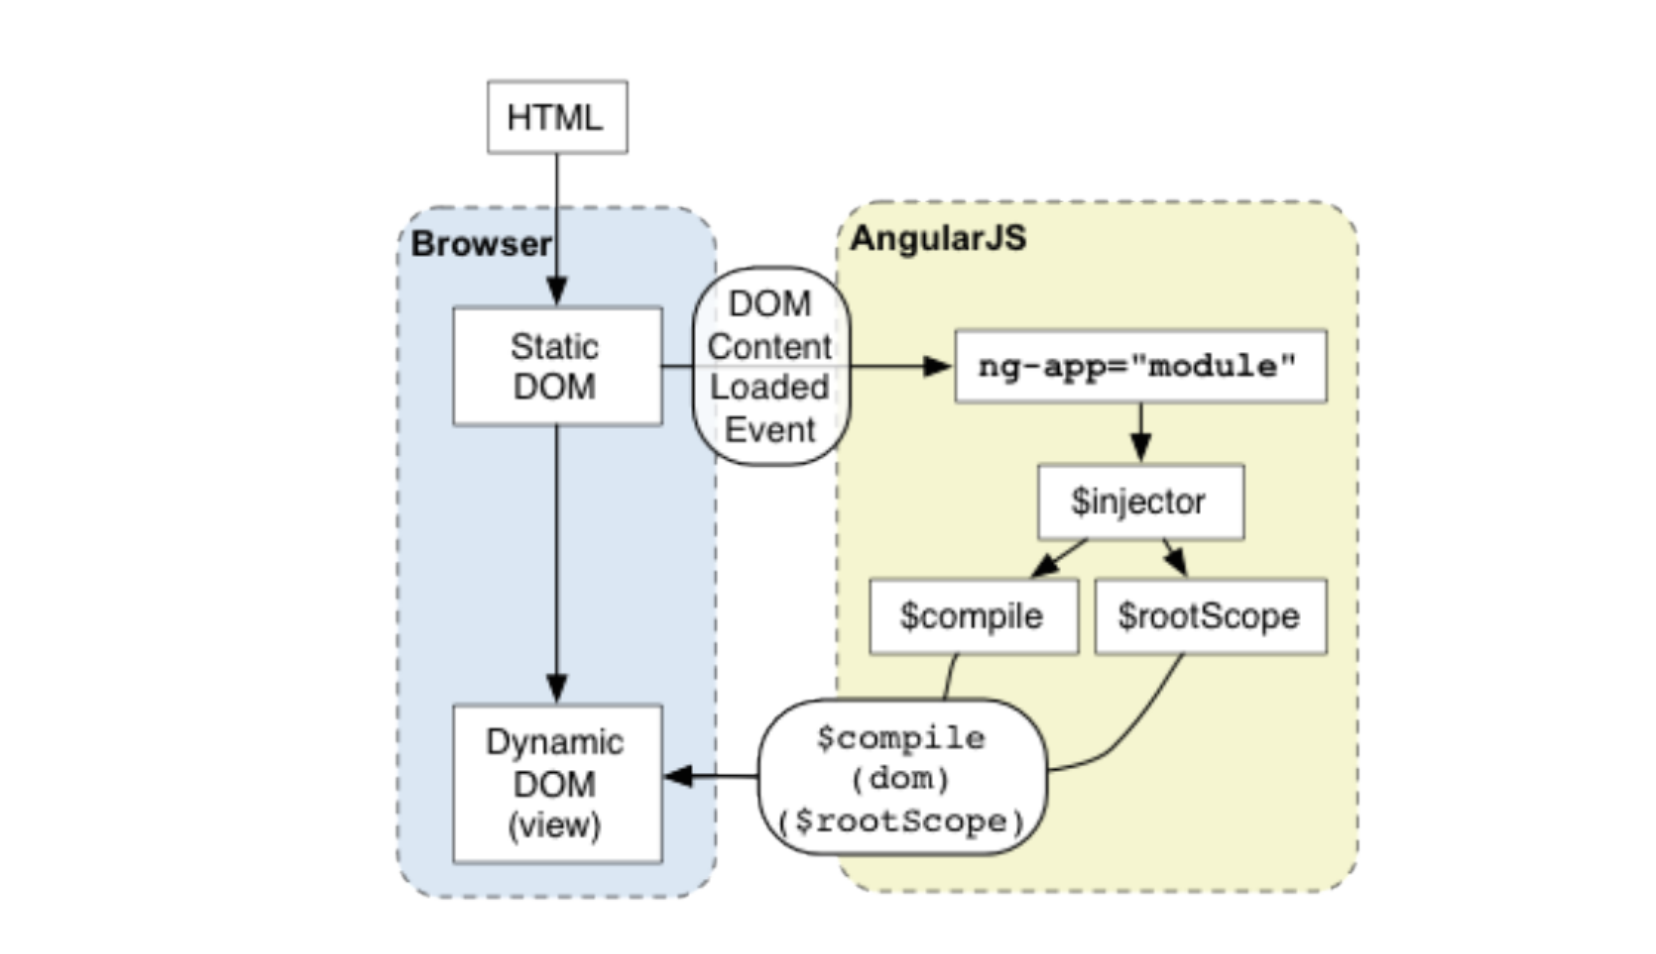 HTML
Browser
AngularJS
DOM
Content
Loaded
Event
Static
DOM
ng-app="module"
$injector
$compile
$rootScope
Dynamic
DOM
(view)
$compile
(dom)
($rootScope)